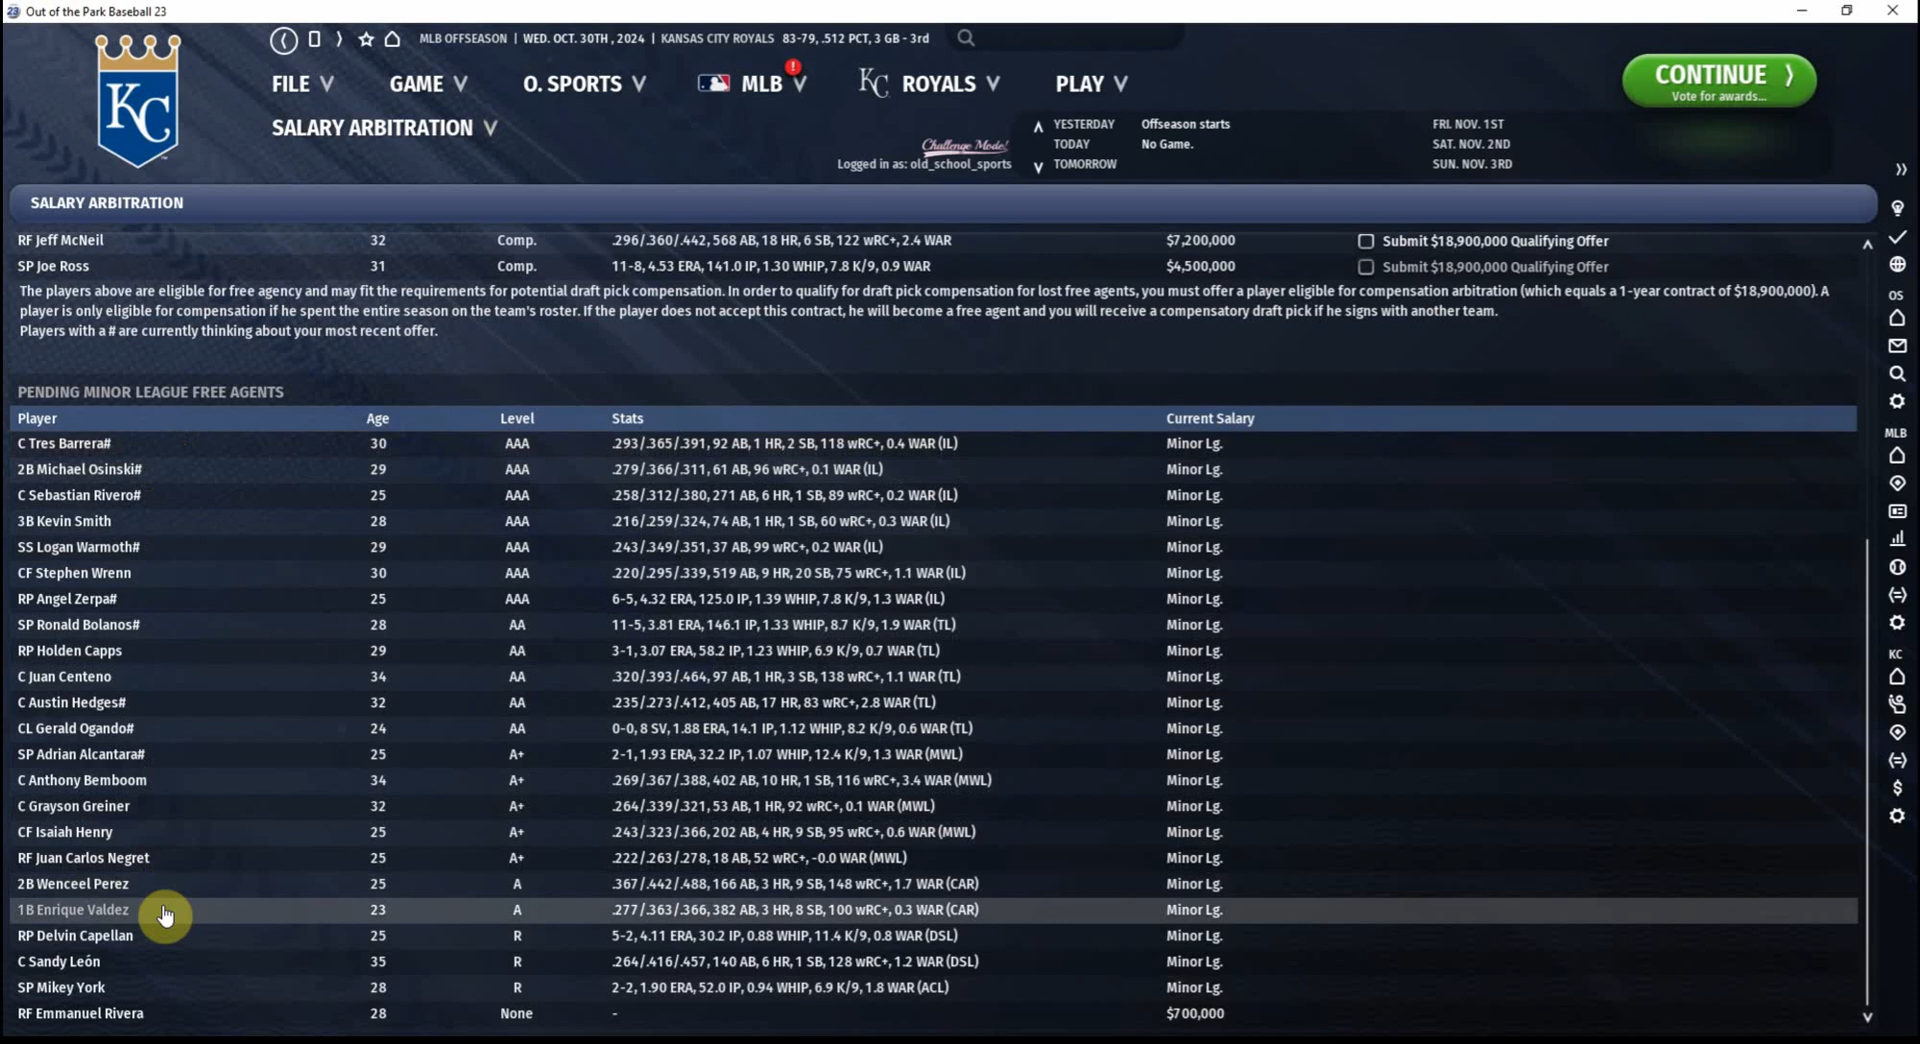 23 Out of the Park Baseball 23
MLB OFFSEASON | WED. OCT. 30TH , 2024 | KANSAS CITY ROYALS 83-79, .512 PCT, 3 GB - 3rd
FILE GAME O. SPORTS MLB ! KC ROYALS PLAY
CONTINUE
Vote for awards...
KC
SALARY ARBITRATION
Challenge Mode!
Logged in as: old_school_sports
YESTERDAY Offseason starts FRI. NOV. 1ST
TODAY No Game. SAT. NOV. 2ND
TOMORROW SUN. NOV. 3RD
SALARY ARBITRATION
RF Jeff McNeil 32 Comp. .296/.360/.442, 568 AB, 18 HR, 6 SB, 122 wRC+, 2.4 WAR $7,200,000 Submit $18,900,000 Qualifying Offer
SP Joe Ross 31 Comp. 11-8, 4.53 ERA, 141.0 IP, 1.30 WHIP, 7.8 K/9, 0.9 WAR $4,500,000 Submit $18,900,000 Qualifying Offer
The players above are eligible for free agency and may fit the requirements for potential draft pick compensation. In order to qualify for draft pick compensation for lost free agents, you must offer a player eligible for compensation arbitration (which equals a 1-year contract of $18,900,000). A
player is only eligible for compensation if he spent the entire season on the team's roster. If the player does not accept this contract, he will become a free agent and you will receive a compensatory draft pick if he signs with another team.
Players with a # are currently thinking about your most recent offer.
PENDING MINOR LEAGUE FREE AGENTS
Player Age Level Stats Current Salary
C Tres Barrera# 30 AAA .293/.365/.391, 92 AB, 1 HR, 2 SB, 118 wRC+, 0.4 WAR (IL) Minor Lg.
2B Michael Osinski# 29 AAA .279/.366/.311, 61 AB, 96 wRC+, 0.1 WAR (IL) Minor Lg.
C Sebastian Rivero# 25 AAA .258/.312/.380, 271 AB, 6 HR, 1 SB, 89 wRC+, 0.2 WAR (IL) Minor Lg.
3B Kevin Smith 28 AAA .216/.259/.324, 74 AB, 1 HR, 1 SB, 60 wRC+, 0.3 WAR (IL) Minor Lg.
SS Logan Warmoth# 29 AAA .243/.349/.351, 37 AB, 99 wRC+, 0.2 WAR (IL) Minor Lg.
CF Stephen Wrenn 30 AAA .220/.295/.339, 519 AB, 9 HR, 20 SB, 75 wRC+, 1.1 WAR (IL) Minor Lg.
RP Angel Zerpa# 25 AAA 6-5, 4.32 ERA, 125.0 IP, 1.39 WHIP, 7.8 K/9, 1.3 WAR (IL) Minor Lg.
SP Ronald Bolanos# 28 AA 11-5, 3.81 ERA, 146.1 IP, 1.33 WHIP, 8.7 K/9, 1.9 WAR (TL) Minor Lg.
RP Holden Capps 29 AA 3-1, 3.07 ERA, 58.2 IP, 1.23 WHIP, 6.9 K/9, 0.7 WAR (TL) Minor Lg.
C Juan Centeno 34 AA .320/.393/.464, 97 AB, 1 HR, 3 SB, 138 wRC+, 1.1 WAR (TL) Minor Lg.
C Austin Hedges# 32 AA .235/.273/.412, 405 AB, 17 HR, 83 wRC+, 2.8 WAR (TL) Minor Lg.
CL Gerald Ogando# 24 AA 0-0, 8 SV, 1.88 ERA, 14.1 IP, 1.12 WHIP, 8.2 K/9, 0.6 WAR (TL) Minor Lg.
SP Adrian Alcantara# 25 A+ 2-1, 1.93 ERA, 32.2 IP, 1.07 WHIP, 12.4 K/9, 1.3 WAR (MWL) Minor Lg.
C Anthony Bemboom 34 A+ .269/.367/.388, 402 AB, 10 HR, 1 SB, 116 wRC+, 3.4 WAR (MWL) Minor Lg.
C Grayson Greiner 32 A+ .264/.339/.321, 53 AB, 1 HR, 92 wRC+, 0.1 WAR (MWL) Minor Lg.
CF Isaiah Henry 25 A+ .243/.323/.366, 202 AB, 4 HR, 9 SB, 95 wRC+, 0.6 WAR (MWL) Minor Lg.
RF Juan Carlos Negret 25 A+ .222/.263/.278, 18 AB, 52 wRC+, -0.0 WAR (MWL) Minor Lg.
2B Wenceel Perez 25 A .367/.442/.488, 166 AB, 3 HR, 9 SB, 148 wRC+, 1.7 WAR (CAR) Minor Lg.
1B Enrique Valdez 23 A .277/.363/.366, 382 AB, 3 HR, 8 SB, 100 wRC+, 0.3 WAR (CAR) Minor Lg.
RP Delvin Capellan 25 R 5-2, 4.11 ERA, 30.2 IP, 0.88 WHIP, 11.4 K/9, 0.8 WAR (DSL) Minor Lg.
C Sandy León 35 R .264/.416/.457, 140 AB, 6 HR, 1 SB, 128 wRC+, 1.2 WAR (DSL) Minor Lg.
SP Mikey York 28 R 2-2, 1.90 ERA, 52.0 IP, 0.94 WHIP, 6.9 K/9, 1.8 WAR (ACL) Minor Lg.
RF Emmanuel Rivera 28 None - $700,000
OS
MLB
KC
$